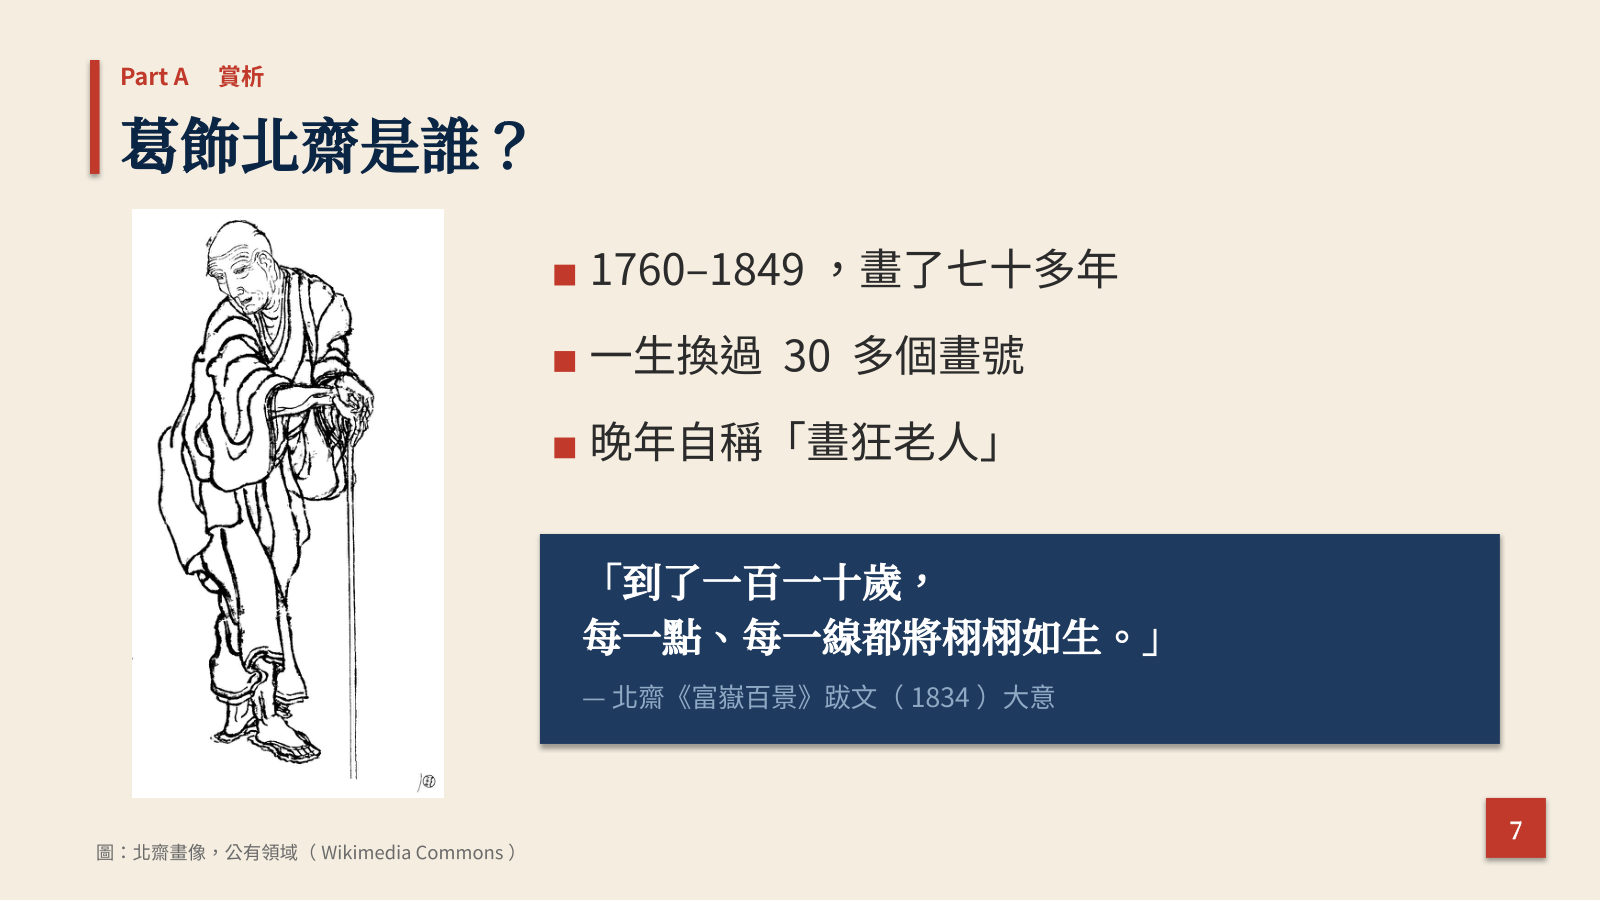 Part A 賞析
葛飾北齋是誰？
1760–1849 ，畫了七十多年
一生換過 30 多個畫號
晚年自稱「畫狂老人」
「到了一百一十歲，
每一點、每一線都將栩栩如生。」
— 北齋《富嶽百景》跋文（ 1834 ）大意
圖：北齋畫像，公有領域（ Wikimedia Commons ）
7